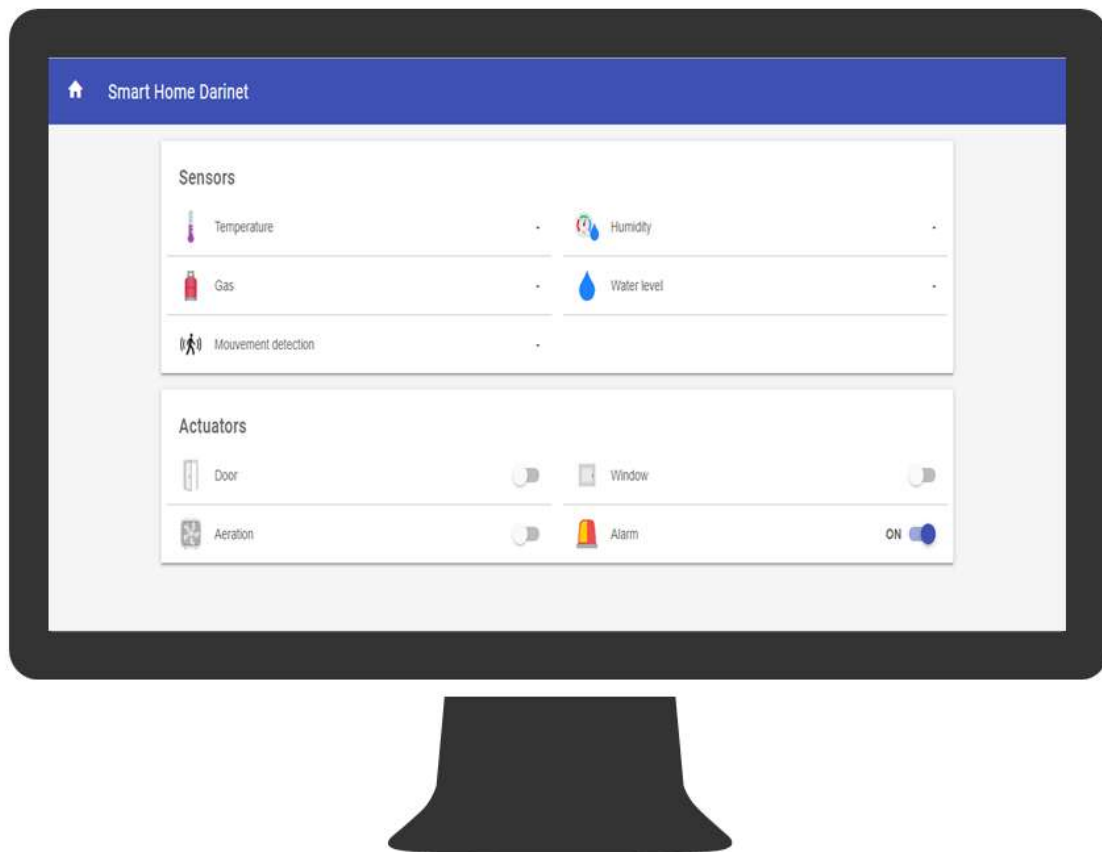 Smart Home Darinet
Sensors
Temperature - Humidity -
Gas - Water level -
Mouvement detection -
Actuators
Door Window
Aeration Alarm ON